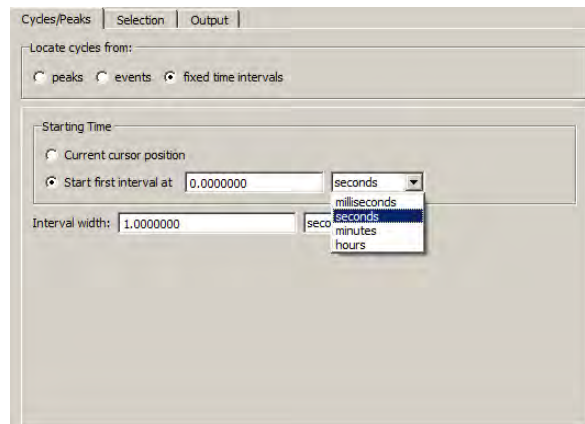 Cycles/Peaks Selection Output
Locate cycles from:
peaks events fixed time intervals
Starting Time
Current cursor position
Start first interval at 0.0000000 seconds
milliseconds
seconds
minutes
hours
Interval width: 1.0000000 seco